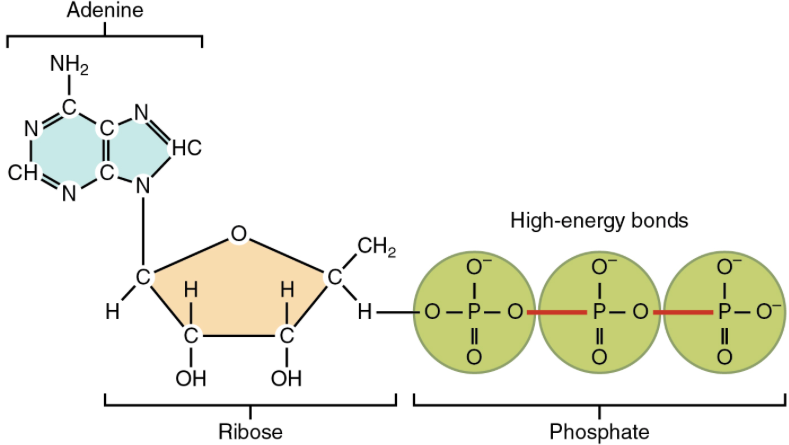 Adenine
NH₂
C
N C N
HC
CH C
N N
O
CH₂
High-energy bonds
O⁻ O⁻ O⁻
C C
H H
H H O P O P O P O⁻
C C
O O O
OH OH
Ribose Phosphate